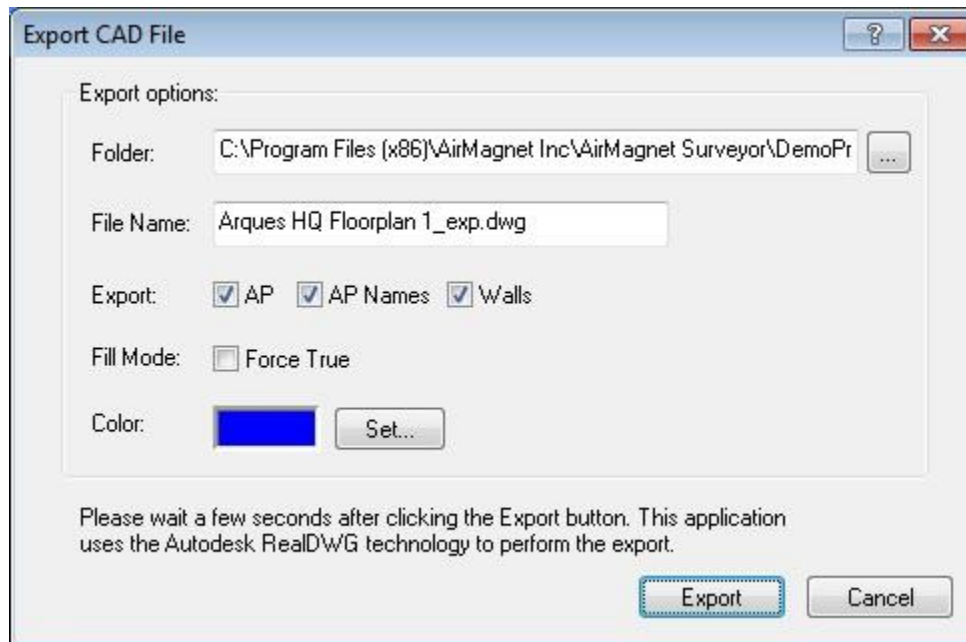 Export CAD File
Export options:
Folder: C:\Program Files (x86)\AirMagnet Inc\AirMagnet Surveyor\DemoPr ...
File Name: Arques HQ Floorplan 1_exp.dwg
Export: AP AP Names Walls
Fill Mode: Force True
Color: Set...
Please wait a few seconds after clicking the Export button. This application
uses the Autodesk RealDWG technology to perform the export.
Export Cancel